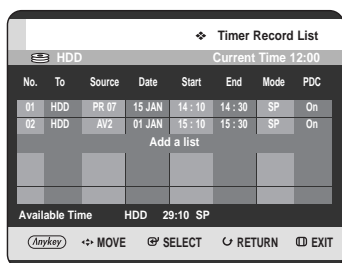 ❖ Timer Record List
HDD Current Time 12:00
No. To Source Date Start End Mode PDC
01 HDD PR 07 15 JAN 14 : 10 14 : 30 SP On
02 HDD AV2 01 JAN 15 : 10 15 : 30 SP On
Add a list
Available Time HDD 29:10 SP
Anykey MOVE SELECT RETURN EXIT